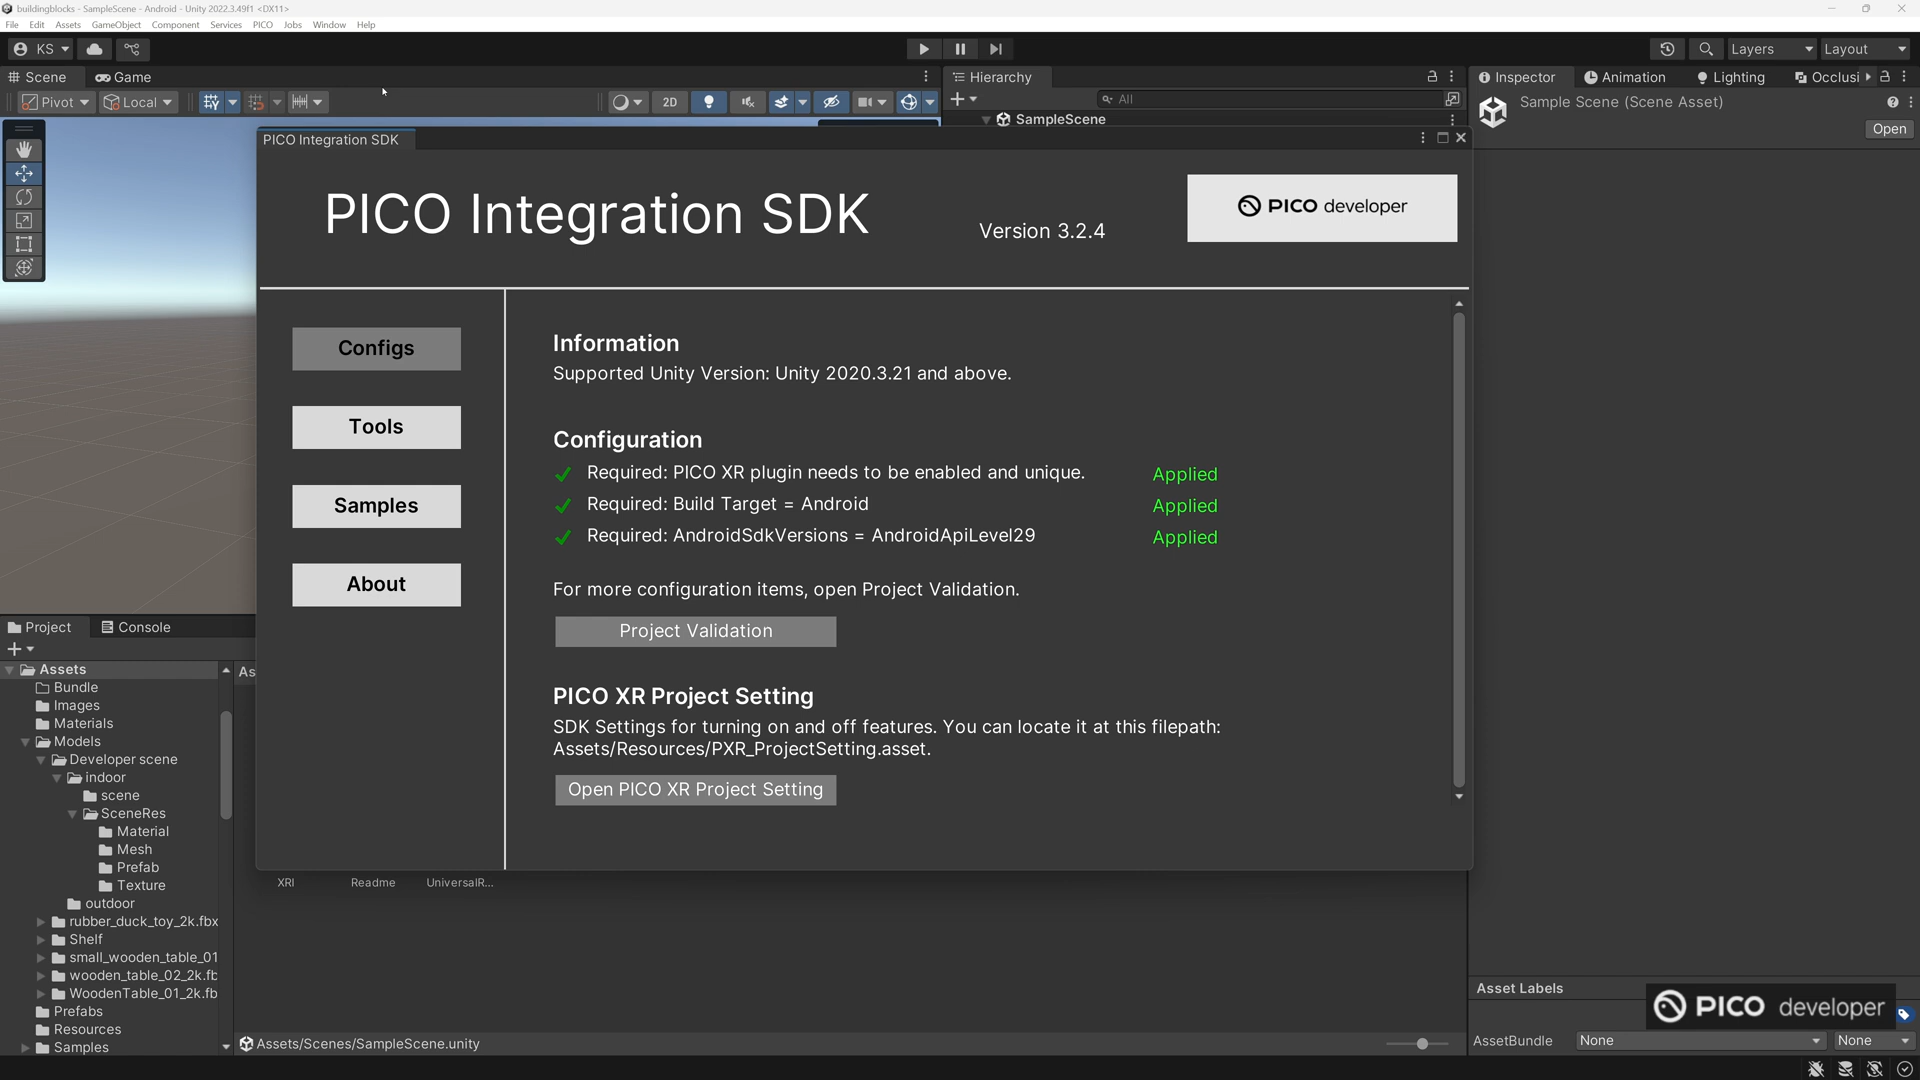 buildingblocks - SampleScene - Android - Unity 2022.3.49f1 <DX11>
File Edit Assets GameObject Component Services PICO Jobs Window Help
KS Layers Layout
Scene Game Hierarchy Inspector Animation Lighting Occlusi
Pivot Local 2D All Sample Scene (Scene Asset)
SampleScene
Open
PICO Integration SDK
PICO Integration SDK
Version 3.2.4
PICO developer
Configs
Tools
Samples
About
Information
Supported Unity Version: Unity 2020.3.21 and above.
Configuration
Required: PICO XR plugin needs to be enabled and unique. Applied
Required: Build Target = Android Applied
Required: AndroidSdkVersions = AndroidApiLevel29 Applied
For more configuration items, open Project Validation.
Project Validation
PICO XR Project Setting
SDK Settings for turning on and off features. You can locate it at this filepath:
Assets/Resources/PXR_ProjectSetting.asset.
Open PICO XR Project Setting
Project Console
Assets As
Bundle
Images
Materials
Models
Developer scene
indoor
scene
SceneRes
Material
Mesh
Prefab
Texture
outdoor
rubber_duck_toy_2k.fbx
Shelf
small_wooden_table_01
wooden_table_02_2k.fb
WoodenTable_01_2k.fb
Prefabs
Resources
Samples
XRI Readme UniversalR...
Assets/Scenes/SampleScene.unity
Asset Labels
PICO developer
AssetBundle None None